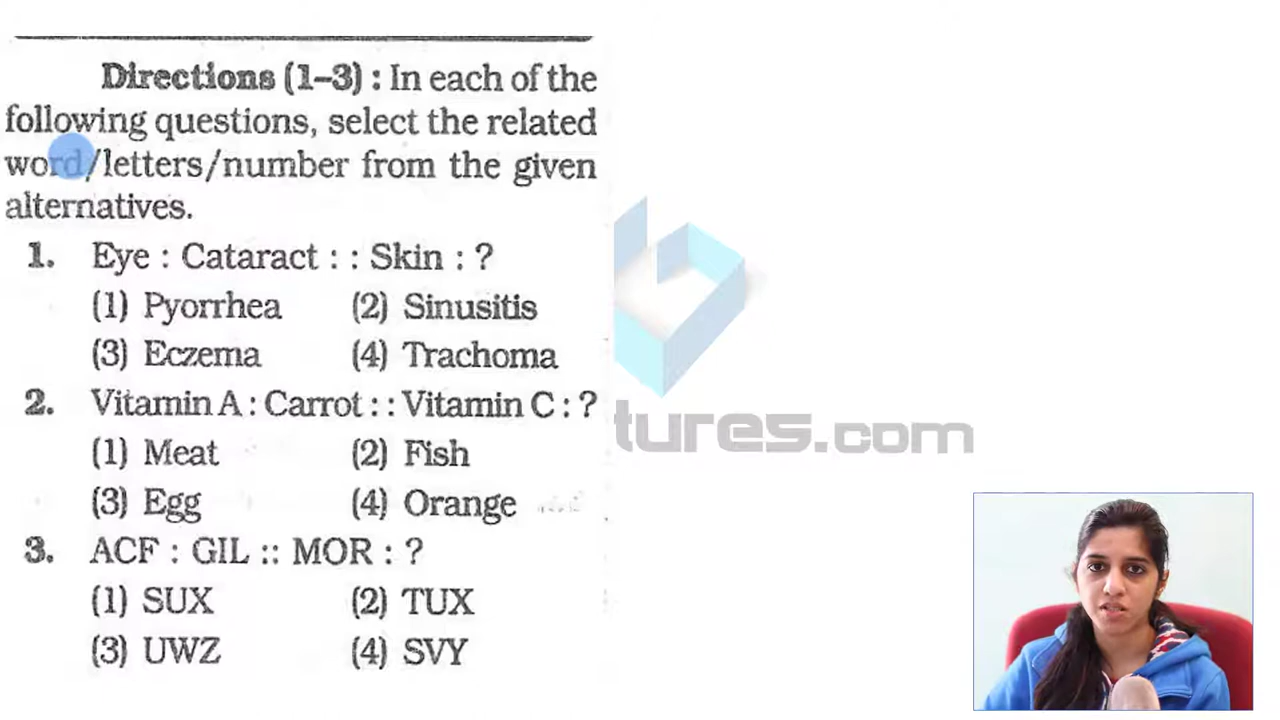 Directions (1–3) : In each of the
following questions, select the related
word/letters/number from the given
alternatives.
1. Eye : Cataract : : Skin : ?
(1) Pyorrhea (2) Sinusitis
(3) Eczema (4) Trachoma
2. Vitamin A : Carrot : : Vitamin C : ?
(1) Meat (2) Fish
(3) Egg (4) Orange
3. ACF : GIL :: MOR : ?
(1) SUX (2) TUX
(3) UWZ (4) SVY
tures.com